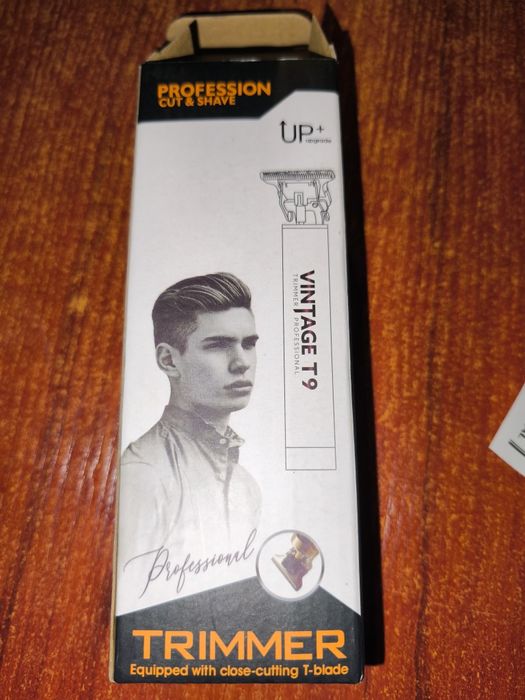 PROFESSION
CUT & SHAVE
UP+
upgrade
VINTAGE T9
TRIMMER PROFESSIONAL
Professional
TRIMMER
Equipped with close-cutting T-blade